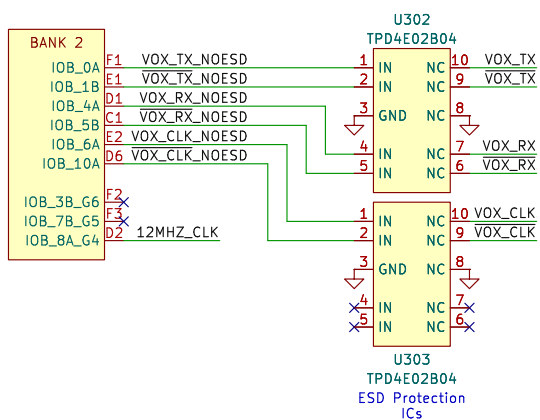 U302
TPD4E02B04
BANK 2
IOB_0A F1 VOX_TX_NOESD
IOB_1B E1 VOX_TX_NOESD
IOB_4A D1 VOX_RX_NOESD
IOB_5B C1 VOX_RX_NOESD
IOB_6A E2 VOX_CLK_NOESD
IOB_10A D6 VOX_CLK_NOESD
IOB_3B_G6 F2
IOB_7B_G5 F3
IOB_8A_G4 D2 12MHZ_CLK
1 IN NC 10 VOX_TX
2 IN NC 9 VOX_TX
3 GND NC 8
4 IN NC 7 VOX_RX
5 IN NC 6 VOX_RX
1 IN NC 10 VOX_CLK
2 IN NC 9 VOX_CLK
3 GND NC 8
4 IN NC 7
5 IN NC 6
U303
TPD4E02B04
ESD Protection
ICs